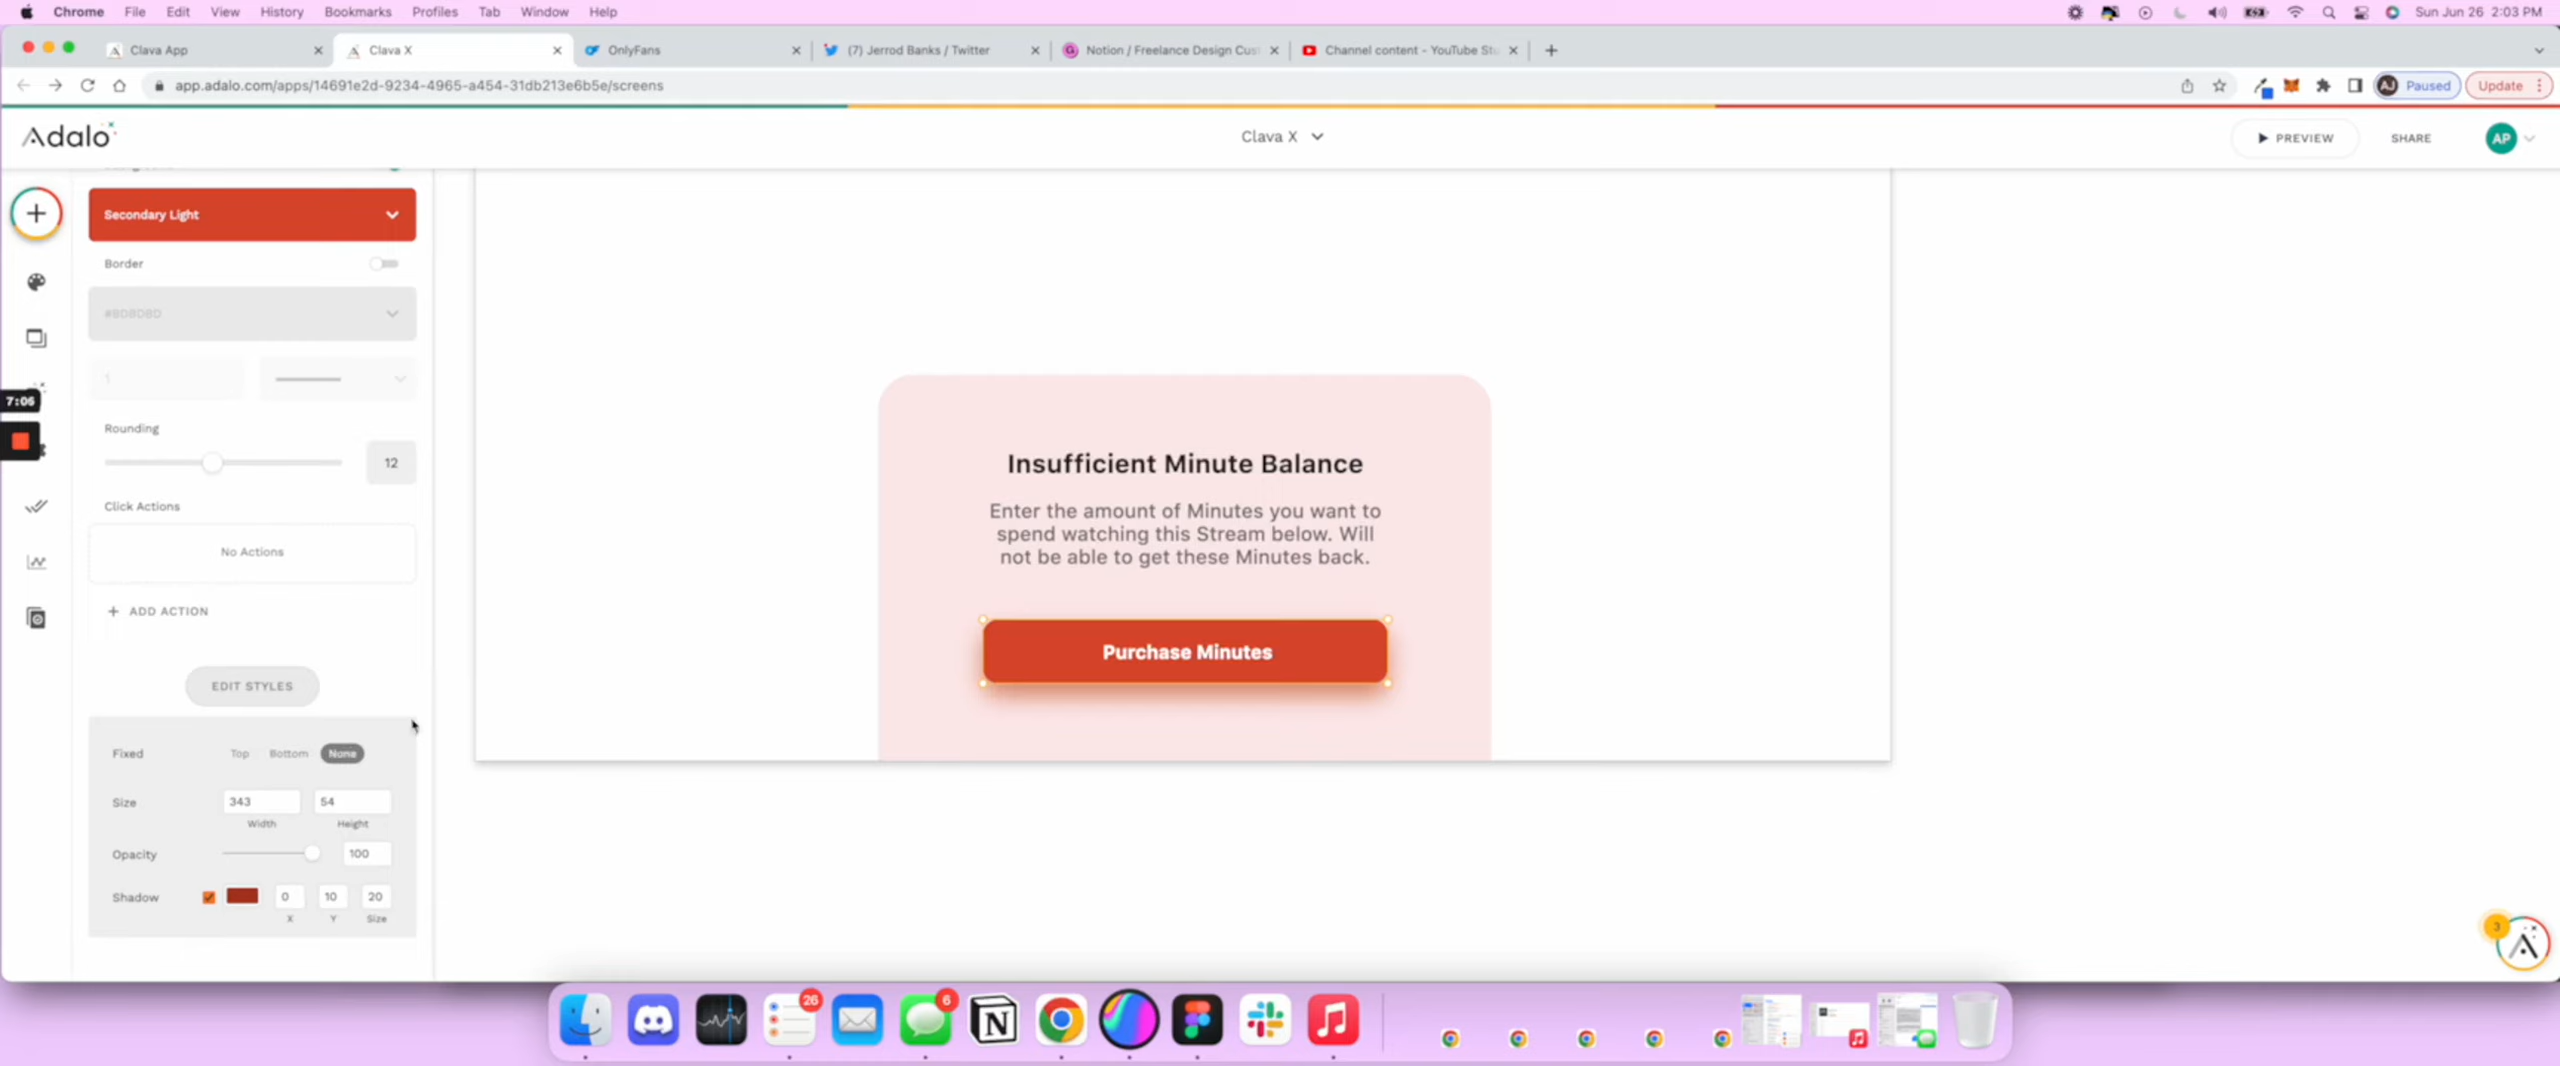 Chrome File Edit View History Bookmarks Profiles Tab Window Help
Sun Jun 26 2:03 PM
Clava App
Clava X
OnlyFans
(7) Jerrod Banks / Twitter
Notion / Freelance Design Cus
Channel content - YouTube Stu
app.adalo.com/apps/14691e2d-9234-4965-a454-31db213e6b5e/screens
AJ Paused
Update
Adalo
Clava X
PREVIEW
SHARE
AP
Secondary Light
Border
#BDBDBD
1
7:06
Rounding
12
Click Actions
No Actions
+ ADD ACTION
EDIT STYLES
Fixed Top Bottom None
Size 343 54
Width Height
Opacity 100
Shadow 0 10 20
X Y Size
Insufficient Minute Balance
Enter the amount of Minutes you want to
spend watching this Stream below. Will
not be able to get these Minutes back.
Purchase Minutes
3
26
6